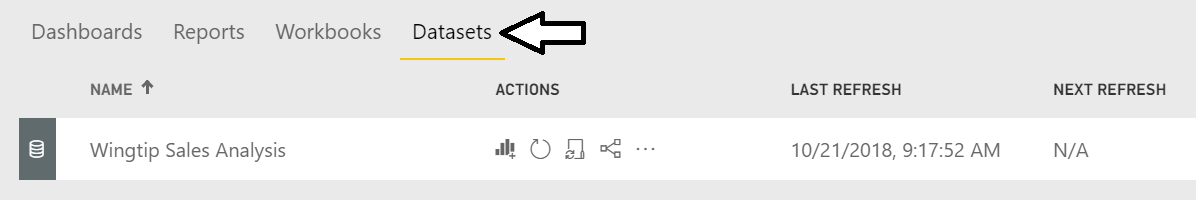 Dashboards Reports Workbooks Datasets
NAME ACTIONS LAST REFRESH NEXT REFRESH
Wingtip Sales Analysis 10/21/2018, 9:17:52 AM N/A